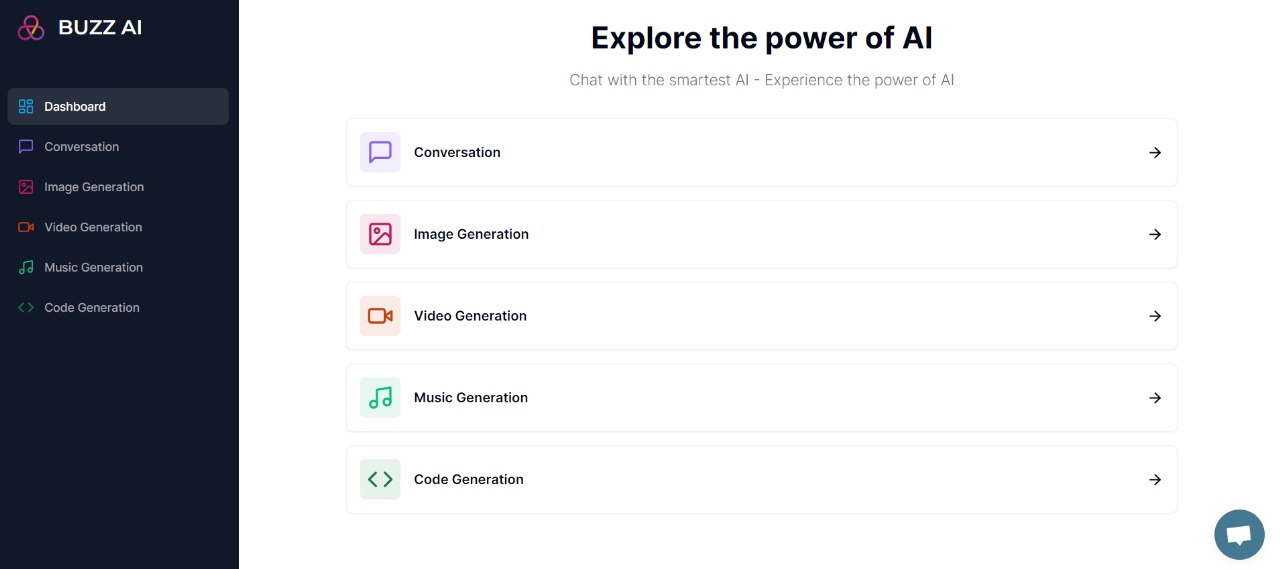 BUZZ AI
Dashboard
Conversation
Image Generation
Video Generation
Music Generation
Code Generation
Explore the power of AI
Chat with the smartest AI - Experience the power of AI
Conversation
Image Generation
Video Generation
Music Generation
Code Generation